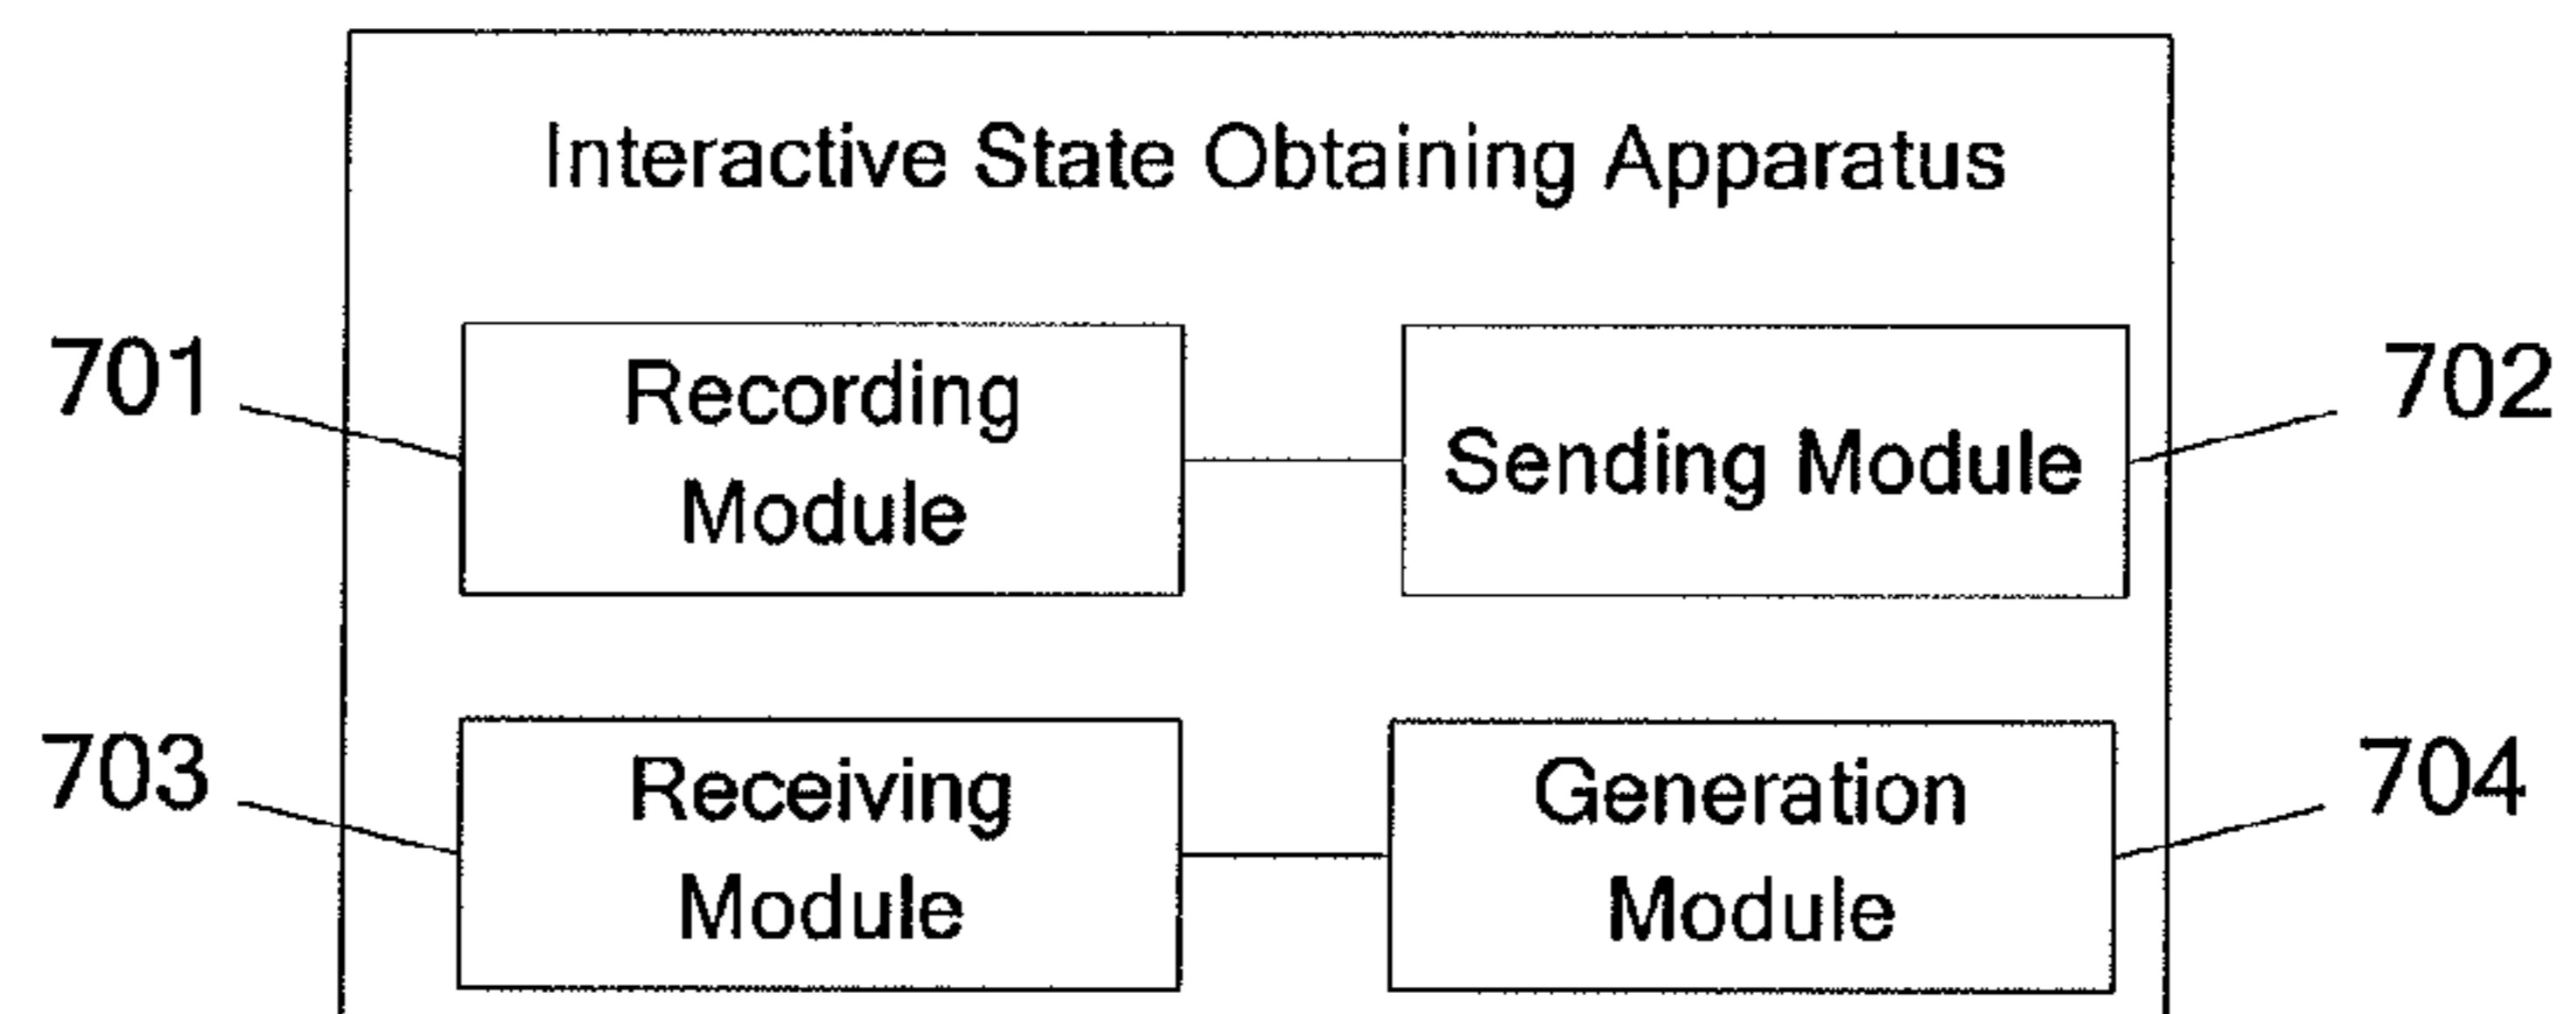 Interactive State Obtaining Apparatus
701
Recording
Module
Sending Module
702
703
Receiving
Module
Generation
Module
704